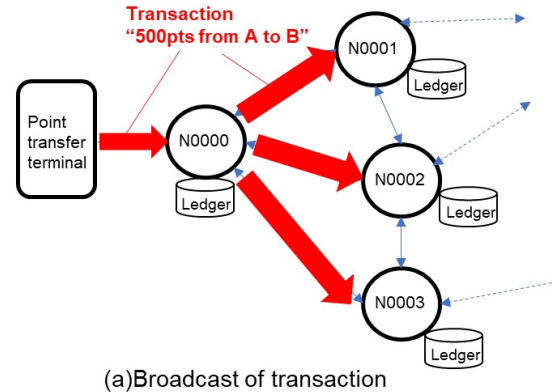 Transaction
“500pts from A to B”
N0001
Ledger
Point
transfer
terminal
N0000
Ledger
N0002
Ledger
N0003
Ledger
(a)Broadcast of transaction